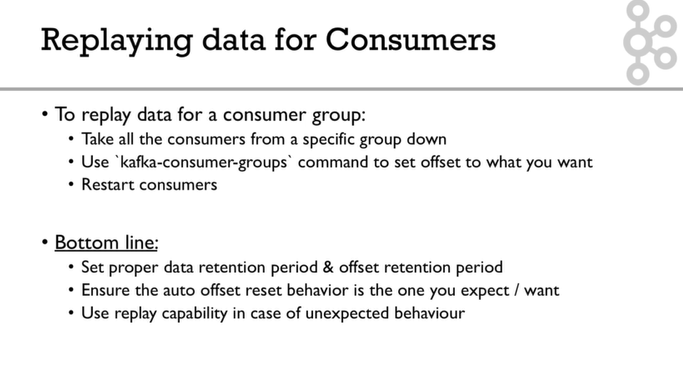 Replaying data for Consumers
• To replay data for a consumer group:
• Take all the consumers from a specific group down
• Use `kafka-consumer-groups` command to set offset to what you want
• Restart consumers
• Bottom line:
• Set proper data retention period & offset retention period
• Ensure the auto offset reset behavior is the one you expect / want
• Use replay capability in case of unexpected behaviour